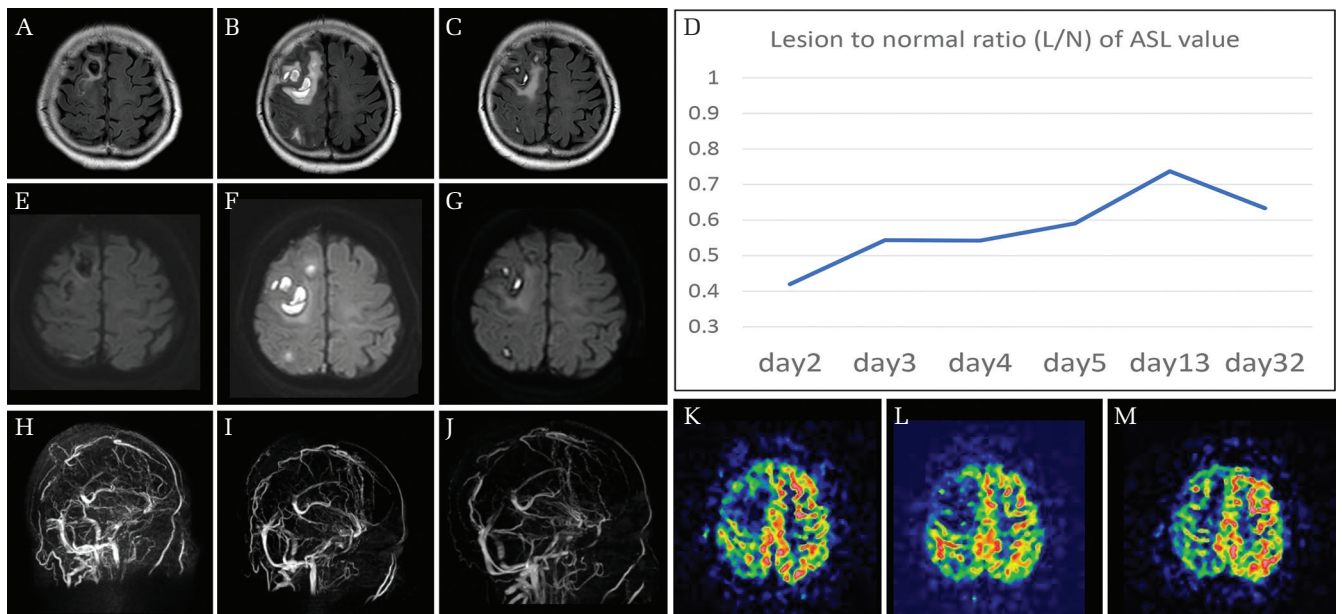 A
B
C
D
Lesion to normal ratio (L/N) of ASL value
1
0.9
0.8
0.7
0.6
0.5
0.4
0.3
day2 day3 day4 day5 day13 day32
E
F
G
H
I
J
K
L
M